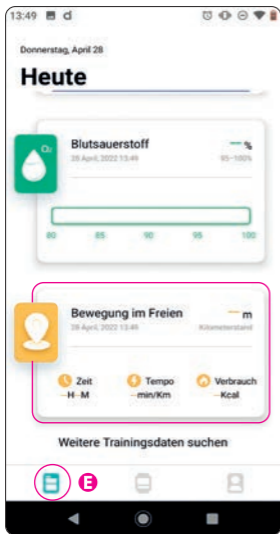 13:49
Donnerstag, April 28
Heute
O₂
Blutsauerstoff
—%
28 April, 2022 13:49
95-100%
80 85 90 95 100
Bewegung im Freien
—m
28 April, 2022 13:49
Kilometerstand
Zeit Tempo Verbrauch
--H--M --min/Km --Kcal
Weitere Trainingsdaten suchen
E